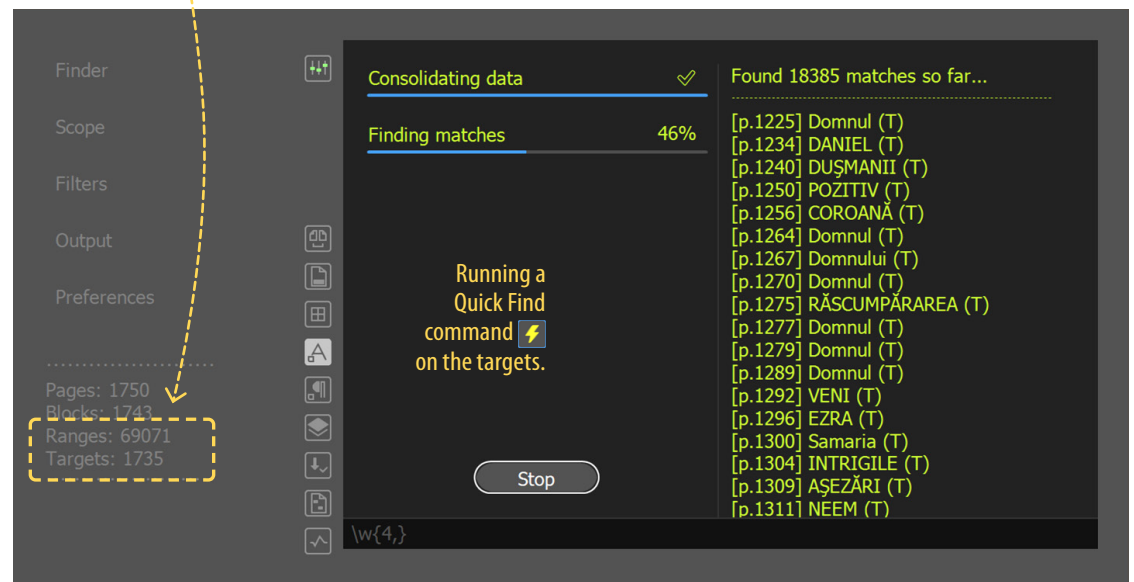 Finder
Scope
Filters
Output
Preferences
Pages: 1750
Blocks: 1743
Ranges: 69071
Targets: 1735
Consolidating data
Finding matches 46%
Running a
Quick Find
command
on the targets.
Stop
\w{4,}
Found 18385 matches so far...
[p.1225] Domnul (T)
[p.1234] DANIEL (T)
[p.1240] DUŞMANII (T)
[p.1250] POZITIV (T)
[p.1256] COROANĂ (T)
[p.1264] Domnul (T)
[p.1267] Domnului (T)
[p.1270] Domnul (T)
[p.1275] RĂSCUMPĂRAREA (T)
[p.1277] Domnul (T)
[p.1279] Domnul (T)
[p.1289] Domnul (T)
[p.1292] VENI (T)
[p.1296] EZRA (T)
[p.1300] Samaria (T)
[p.1304] INTRIGILE (T)
[p.1309] AŞEZĂRI (T)
[p.1311] NEEM (T)